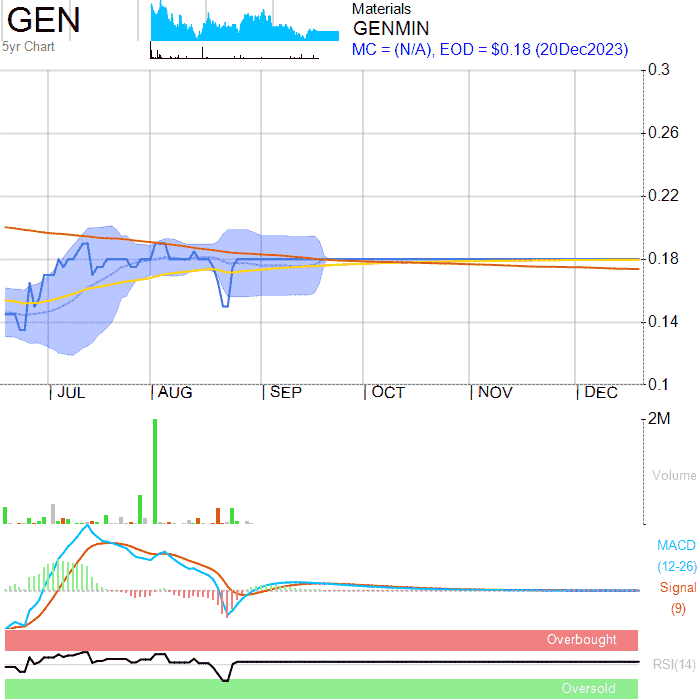 GEN
5yr Chart
Materials
GENMIN
MC = (N/A), EOD = $0.18 (20Dec2023)
0.3
0.26
0.22
0.18
0.14
0.1
JUL AUG SEP OCT NOV DEC
2M
Volume
MACD
(12-26)
Signal
(9)
Overbought
RSI(14)
Oversold